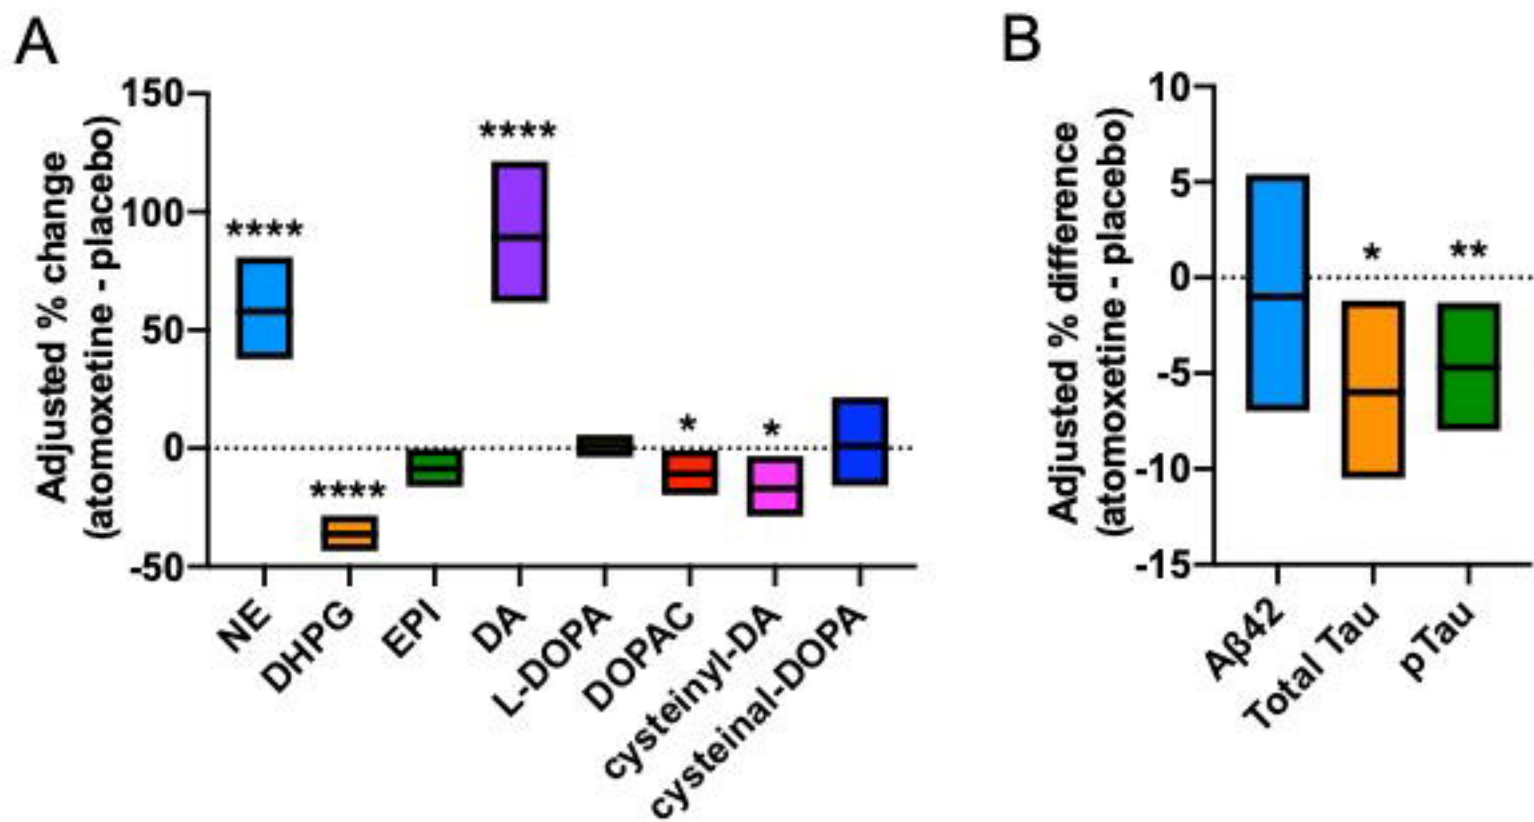 A
Adjusted % change
(atomoxetine - placebo)
150
100
50
0
-50
****
****
****
*
*
NE
DHPG
EPI
DA
L-DOPA
DOPAC
cysteinyl-DA
cysteinal-DOPA
B
Adjusted % difference
(atomoxetine - placebo)
10
5
0
-5
-10
-15
*
**
Aβ42
Total Tau
pTau